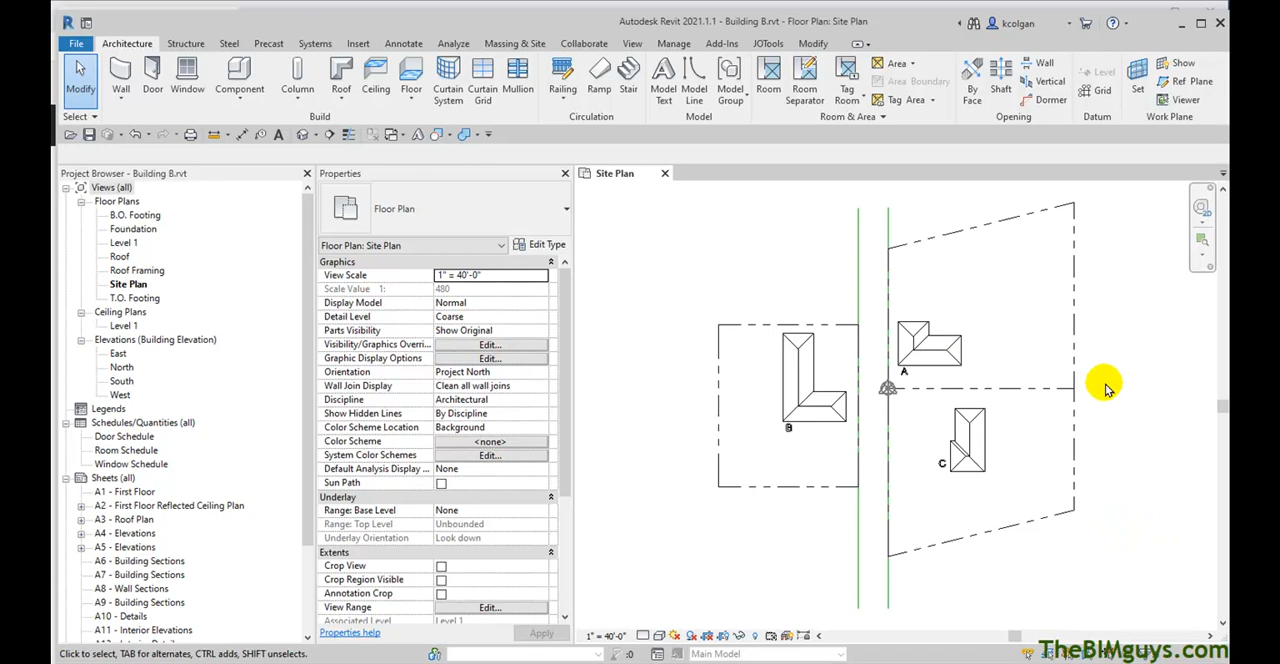 Autodesk Revit 2021.1.1 - Building B.rvt - Floor Plan: Site Plan
kcolgan
File Architecture Structure Steel Precast Systems Insert Annotate Analyze Massing & Site Collaborate View Manage Add-Ins JOTools Modify
Modify
Wall
Door
Window
Component
Column
Roof
Ceiling
Floor
Curtain System
Curtain Grid
Mullion
Railing
Ramp
Stair
Model Text
Model Line
Model Group
Room
Room Separator
Tag Room
Area
Area Boundary
Tag Area
By Face
Shaft
Wall
Vertical
Dormer
Level
Grid
Set
Show
Ref Plane
Viewer
Select Build Circulation Model Room & Area Opening Datum Work Plane
Project Browser - Building B.rvt
Views (all)
Floor Plans
B.O. Footing
Foundation
Level 1
Roof
Roof Framing
Site Plan
T.O. Footing
Ceiling Plans
Level 1
Elevations (Building Elevation)
East
North
South
West
Legends
Schedules/Quantities (all)
Door Schedule
Room Schedule
Window Schedule
Sheets (all)
A1 - First Floor
A2 - First Floor Reflected Ceiling Plan
A3 - Roof Plan
A4 - Elevations
A5 - Elevations
A6 - Building Sections
A7 - Building Sections
A8 - Wall Sections
A9 - Building Sections
A10 - Details
A11 - Interior Elevations
Properties
Floor Plan
Floor Plan: Site Plan Edit Type
Graphics
View Scale 1" = 40'-0"
Scale Value 1: 480
Display Model Normal
Detail Level Coarse
Parts Visibility Show Original
Visibility/Graphics Overri... Edit...
Graphic Display Options Edit...
Orientation Project North
Wall Join Display Clean all wall joins
Discipline Architectural
Show Hidden Lines By Discipline
Color Scheme Location Background
Color Scheme <none>
System Color Schemes Edit...
Default Analysis Display ... None
Sun Path
Underlay
Range: Base Level None
Range: Top Level Unbounded
Underlay Orientation Look down
Extents
Crop View
Crop Region Visible
Annotation Crop
View Range Edit...
Associated Level Level 1
Properties help Apply
Site Plan
A
B
C
1" = 40'-0"
Click to select, TAB for alternates, CTRL adds, SHIFT unselects.
:0
Main Model
TheBIMguys.com